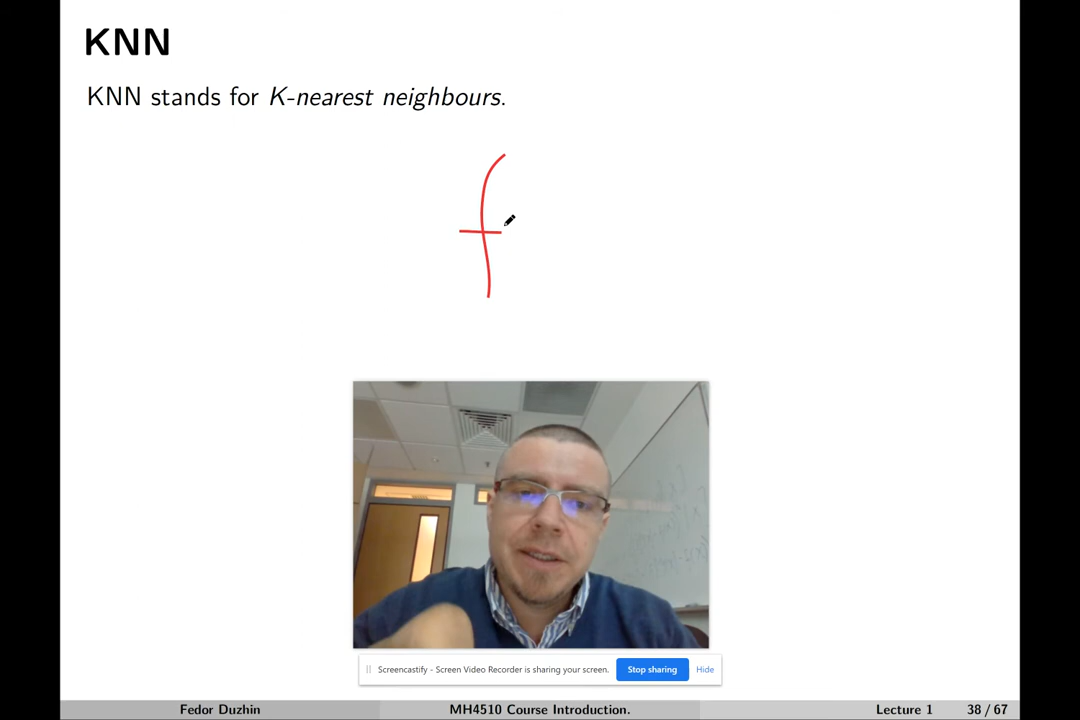 KNN
KNN stands for K-nearest neighbours.
f
Screencastify - Screen Video Recorder is sharing your screen. Stop sharing Hide
Fedor Duzhin MH4510 Course Introduction. Lecture 1 38 / 67